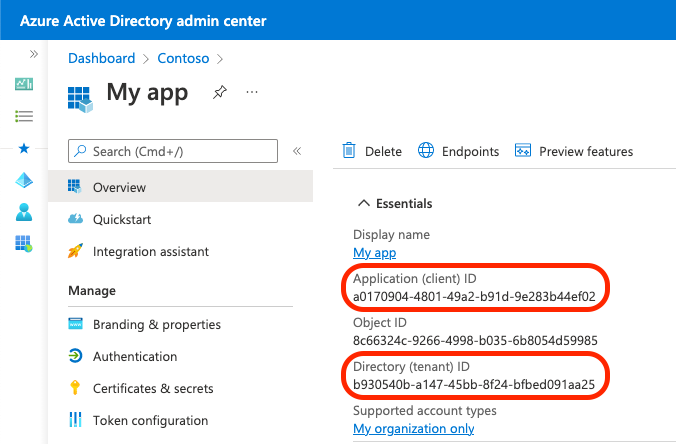 Azure Active Directory admin center
Dashboard > Contoso >
My app
Search (Cmd+/)
Overview
Quickstart
Integration assistant
Manage
Branding & properties
Authentication
Certificates & secrets
Token configuration
Delete Endpoints Preview features
Essentials
Display name
My app
Application (client) ID
a0170904-4801-49a2-b91d-9e283b44ef02
Object ID
8c66324c-9266-4998-b035-6b8054d59985
Directory (tenant) ID
b930540b-a147-45bb-8f24-bfbed091aa25
Supported account types
My organization only